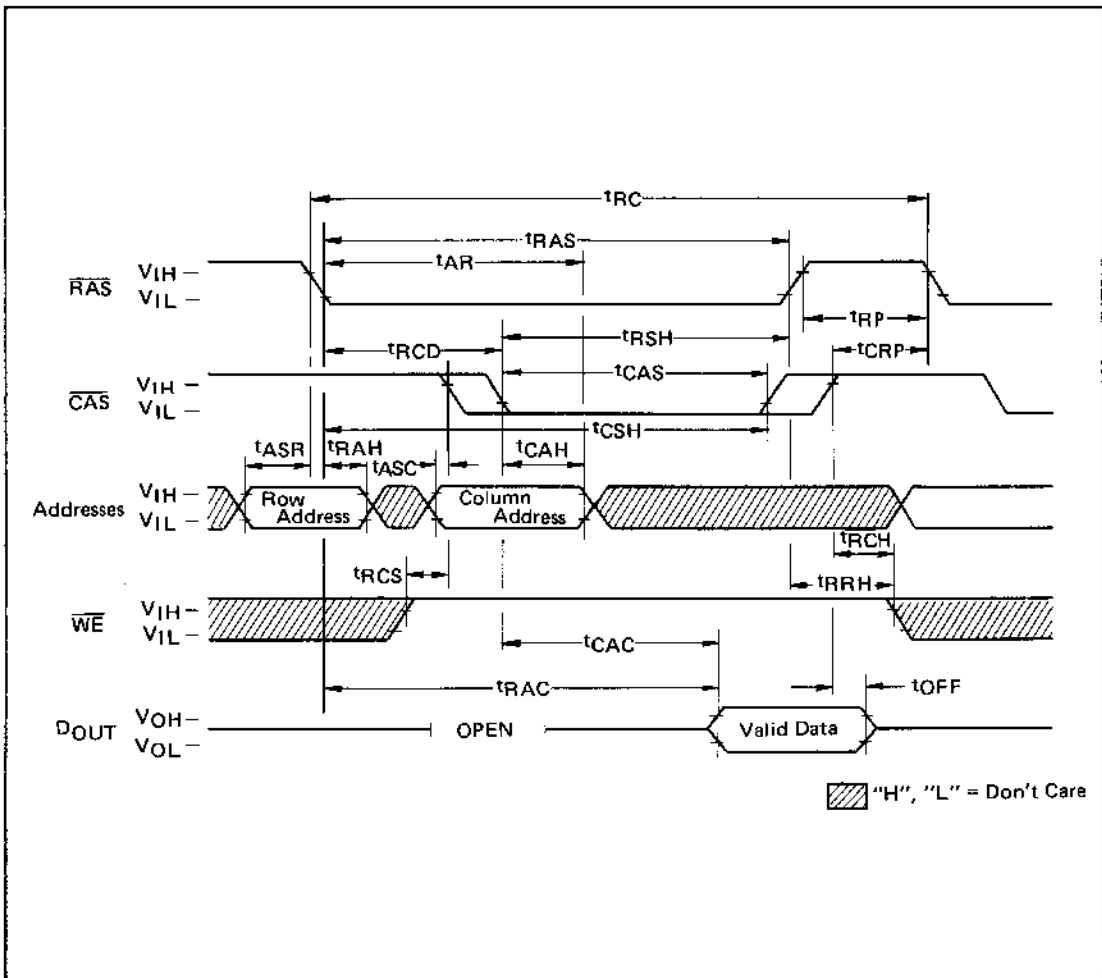 tRC
tRAS
tAR
RAS
VIH
VIL
tRP
tRCD
tRSH
tCRP
tCAS
CAS
VIH
VIL
tCSH
tASR
tRAH
tASC
tCAH
Addresses
VIH
VIL
Row
Address
Column
Address
tRCH
tRCS
tRRH
WE
VIH
VIL
tCAC
tRAC
tOFF
DOUT
VOH
VOL
OPEN
Valid Data
"H", "L" = Don't Care